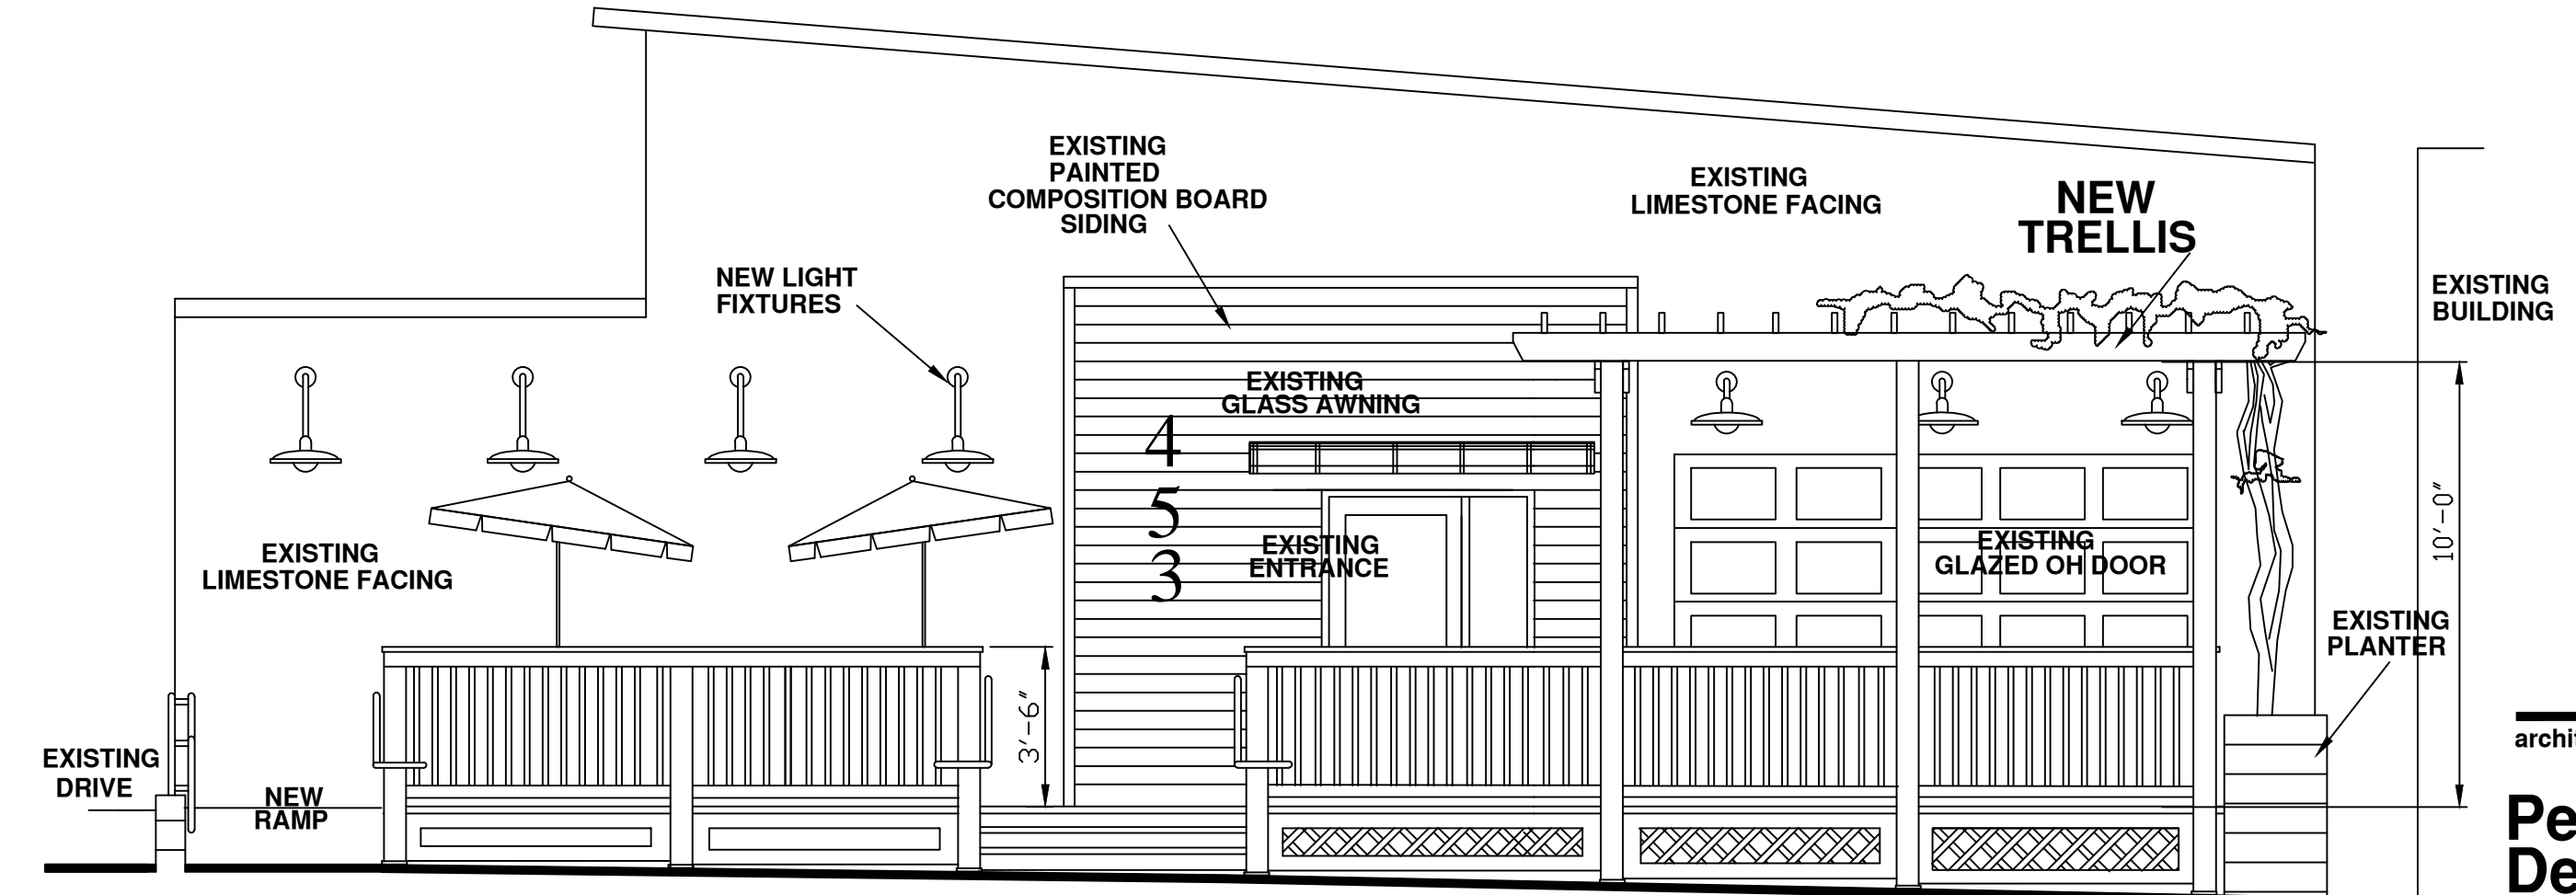 EXISTING
PAINTED
COMPOSITION BOARD
SIDING
EXISTING
LIMESTONE FACING
NEW
TRELLIS
NEW LIGHT
FIXTURES
EXISTING
BUILDING
EXISTING
GLASS AWNING
4
5
3
EXISTING
ENTRANCE
EXISTING
LIMESTONE FACING
EXISTING
GLAZED OH DOOR
10'-0"
EXISTING
PLANTER
3'-6"
EXISTING
DRIVE
NEW
RAMP
archi
Pe
De